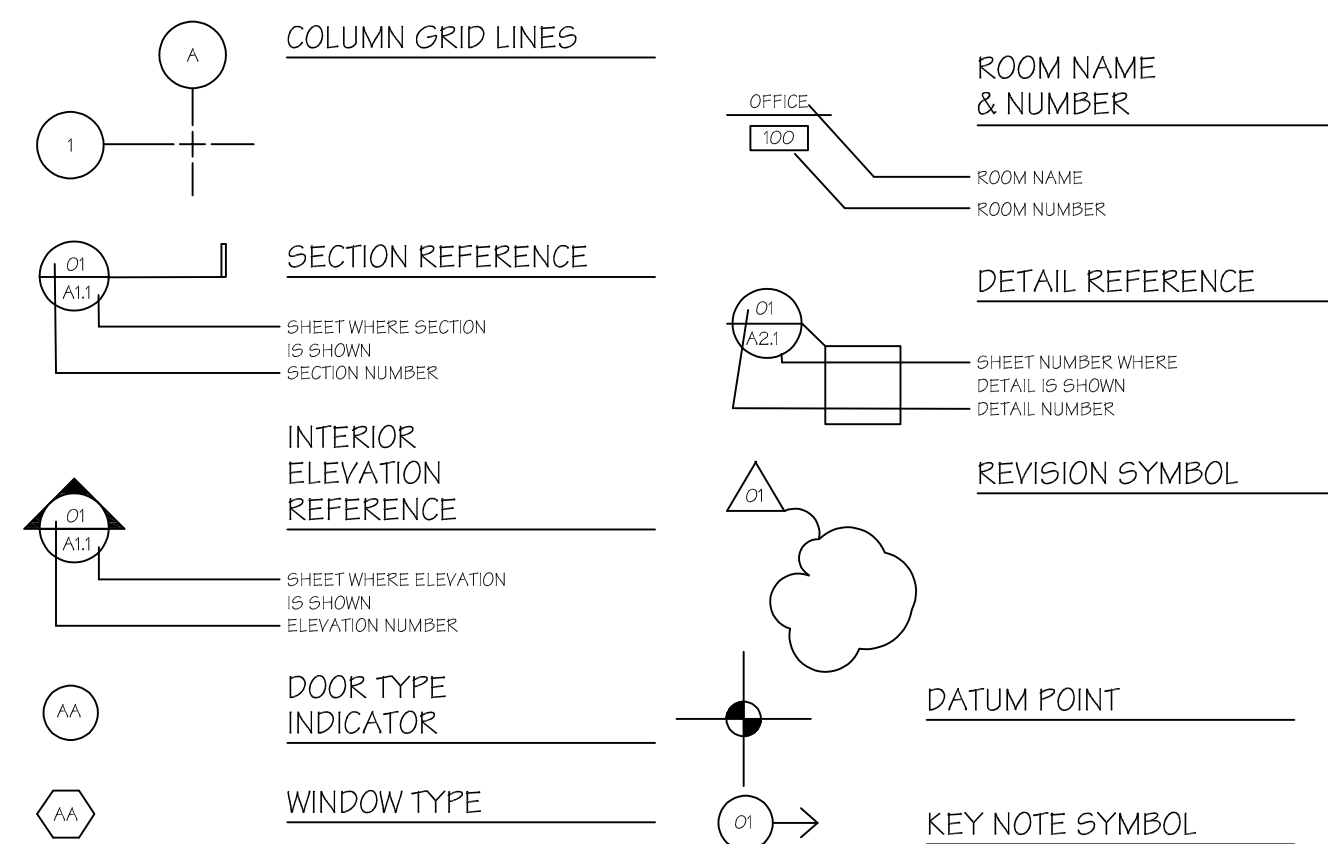 A
COLUMN GRID LINES
1
01
A1.1
SECTION REFERENCE
SHEET WHERE SECTION
IS SHOWN
SECTION NUMBER
INTERIOR
ELEVATION
REFERENCE
01
A1.1
SHEET WHERE ELEVATION
IS SHOWN
ELEVATION NUMBER
DOOR TYPE
INDICATOR
AA
WINDOW TYPE
AA
ROOM NAME
& NUMBER
OFFICE
100
ROOM NAME
ROOM NUMBER
DETAIL REFERENCE
01
A2.1
SHEET NUMBER WHERE
DETAIL IS SHOWN
DETAIL NUMBER
REVISION SYMBOL
01
DATUM POINT
01
KEY NOTE SYMBOL